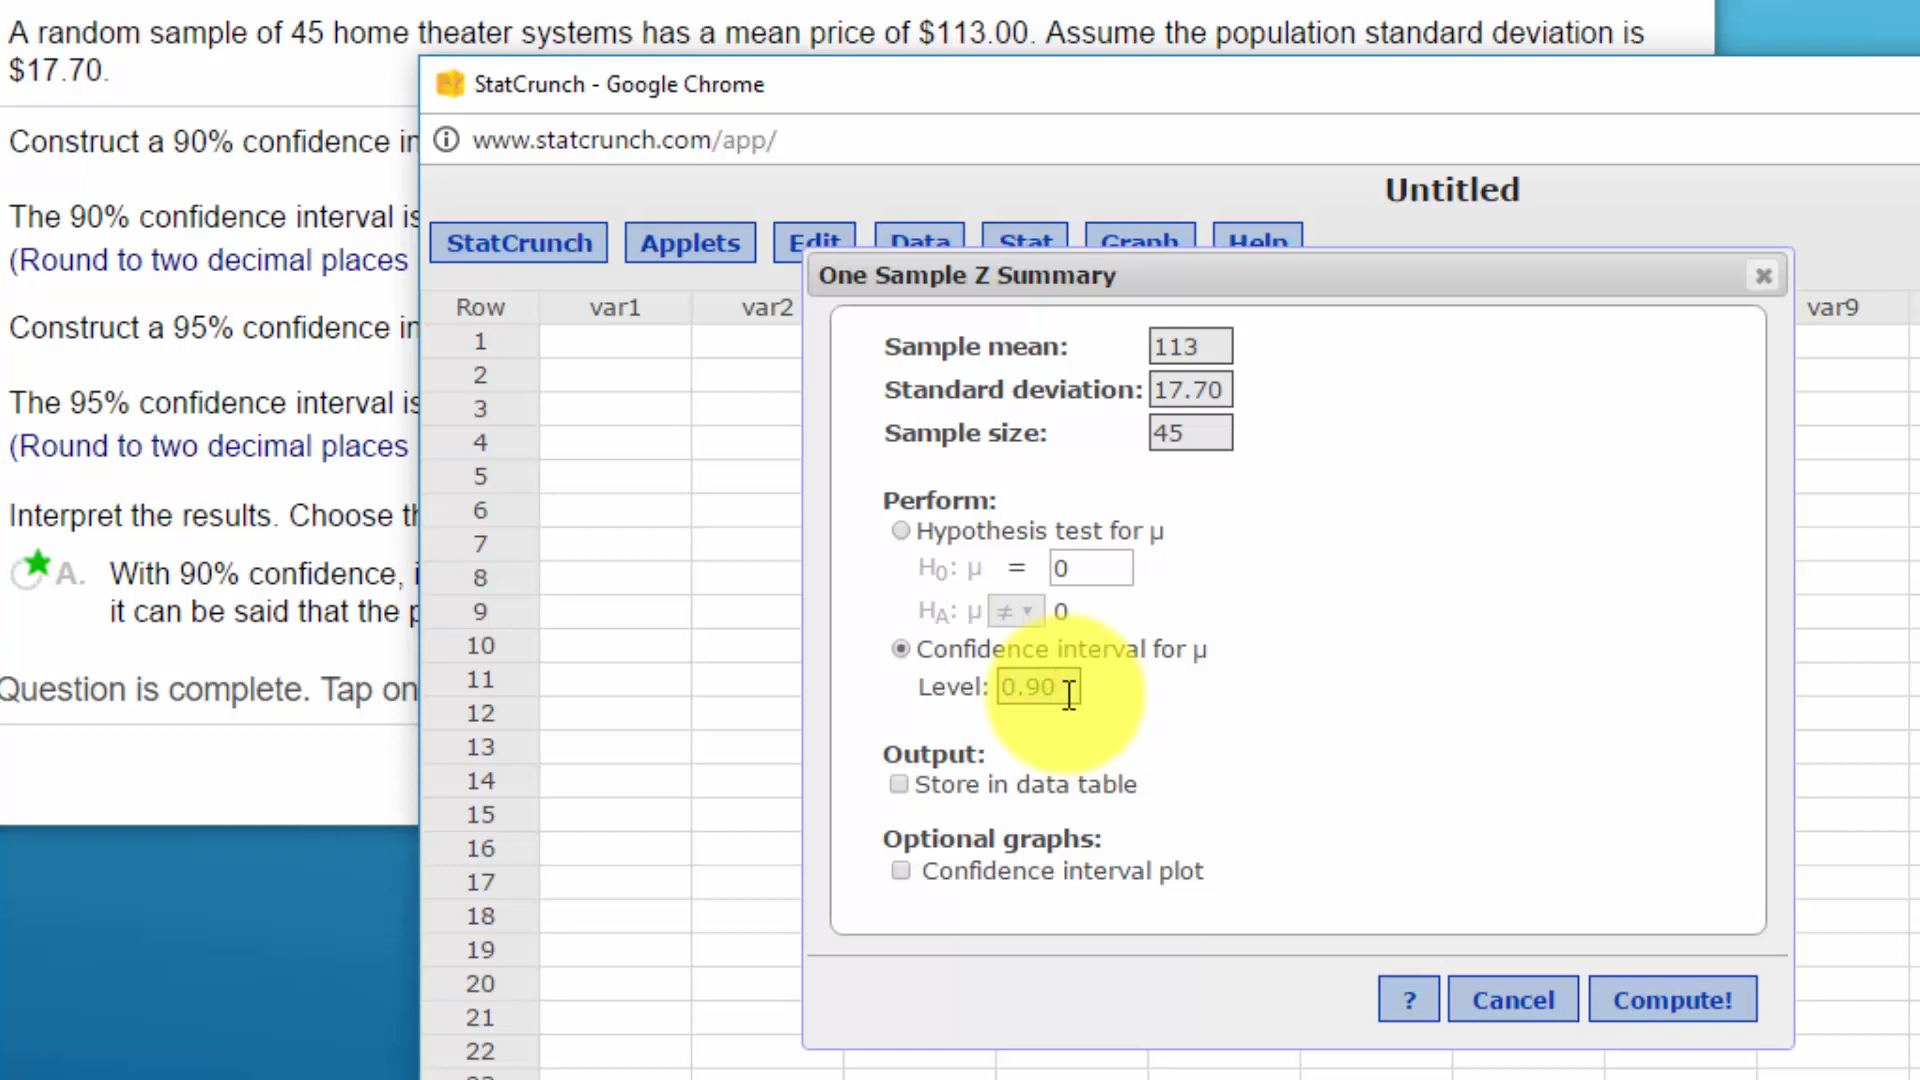 A random sample of 45 home theater systems has a mean price of $113.00. Assume the population standard deviation is
$17.70.
Construct a 90% confidence in
The 90% confidence interval is
(Round to two decimal places
Construct a 95% confidence in
The 95% confidence interval is
(Round to two decimal places
Interpret the results. Choose th
A. With 90% confidence, i
it can be said that the p
Question is complete. Tap on
StatCrunch - Google Chrome
www.statcrunch.com/app/
Untitled
StatCrunch Applets Edit Data Stat Graph Help
Row var1 var2 var9
1
2
3
4
5
6
7
8
9
10
11
12
13
14
15
16
17
18
19
20
21
22
One Sample Z Summary
Sample mean: 113
Standard deviation: 17.70
Sample size: 45
Perform:
Hypothesis test for μ
H0: μ = 0
HA: μ ≠ 0
Confidence interval for μ
Level: 0.90
Output:
Store in data table
Optional graphs:
Confidence interval plot
? Cancel Compute!